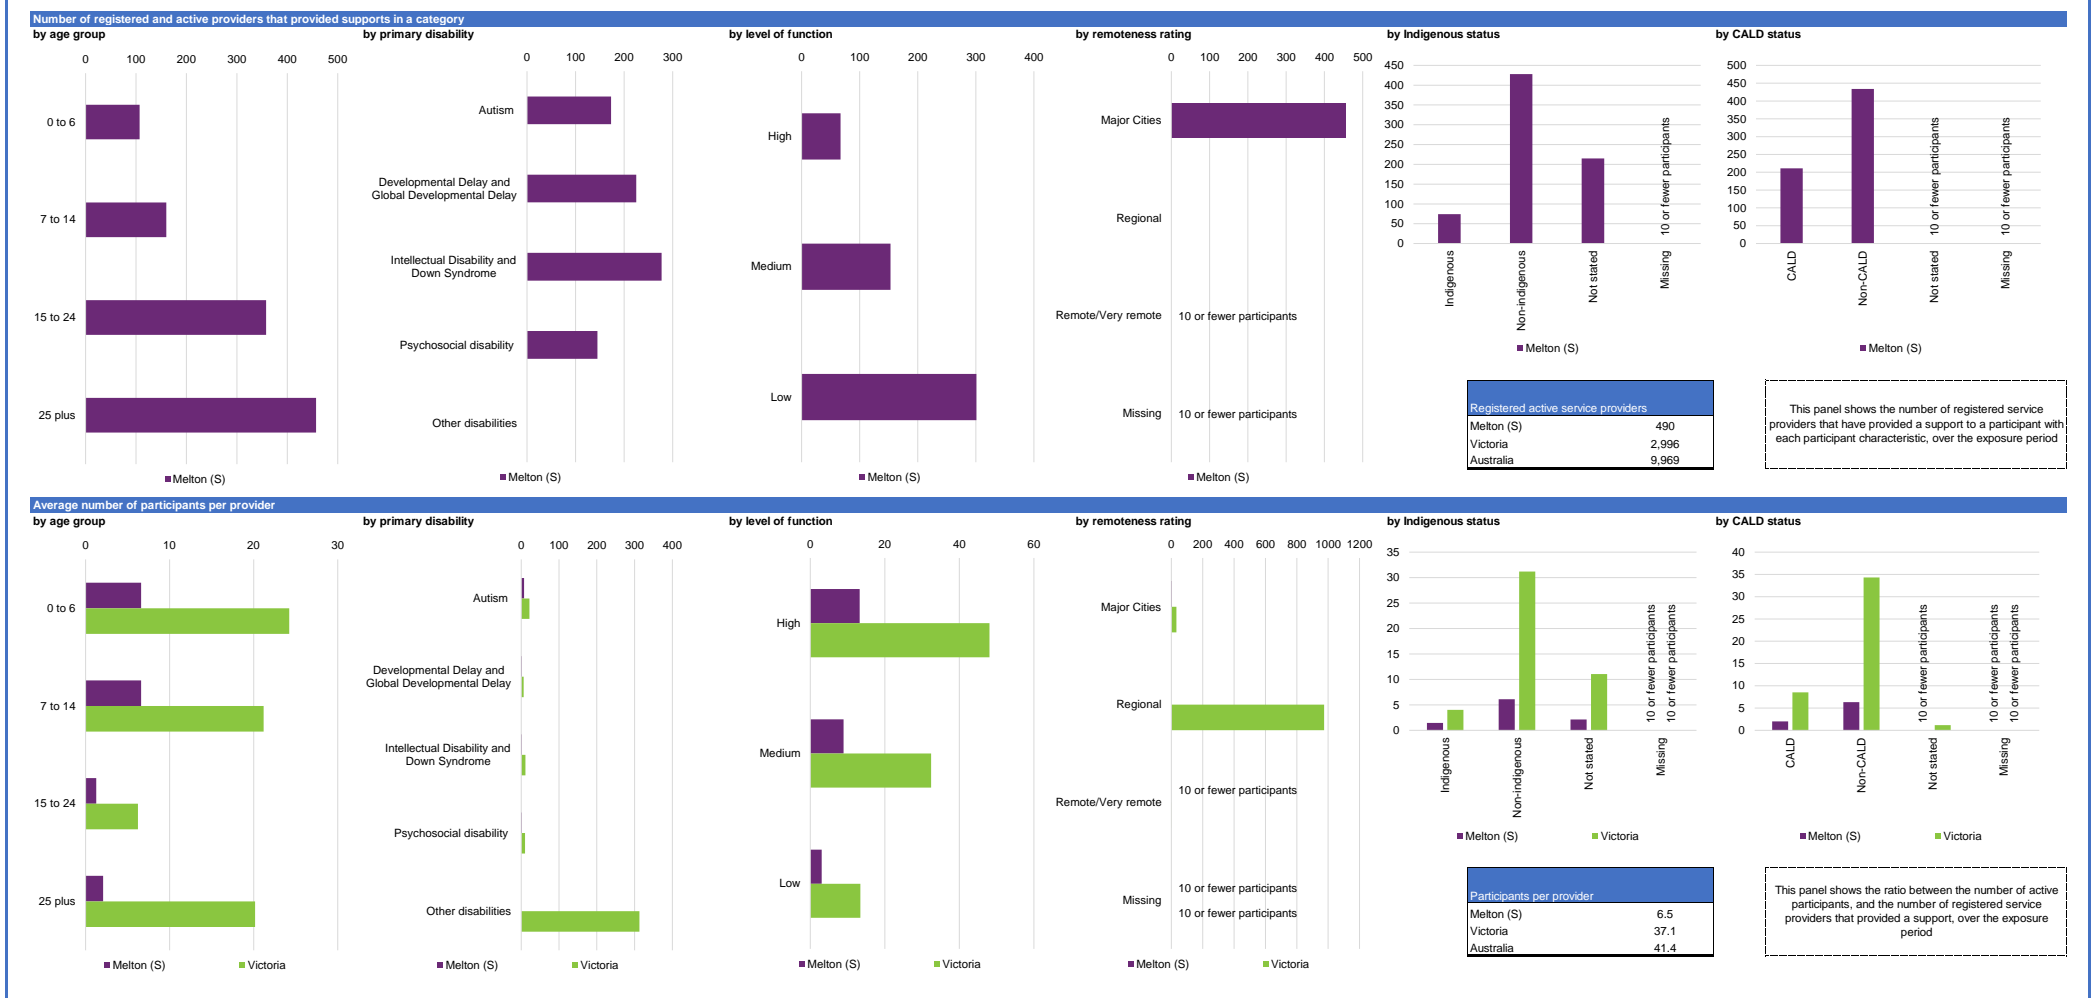 Number of registered and active providers that provided supports in a category
by age group
0 100 200 300 400 500
0 to 6
7 to 14
15 to 24
25 plus
Melton (S)
by primary disability
0 100 200 300
Autism
Developmental Delay and
Global Developmental Delay
Intellectual Disability and
Down Syndrome
Psychosocial disability
Other disabilities
Melton (S)
by level of function
0 100 200 300 400
High
Medium
Low
Melton (S)
by remoteness rating
0 100 200 300 400 500
Major Cities
Regional
Remote/Very remote
10 or fewer participants
Missing
10 or fewer participants
Melton (S)
by Indigenous status
450
400
350
300
250
200
150
100
50
0
10 or fewer participants
Indigenous
Non-indigenous
Not stated
Missing
Melton (S)
by CALD status
500
450
400
350
300
250
200
150
100
50
0
10 or fewer participants
10 or fewer participants
CALD
Non-CALD
Not stated
Missing
Melton (S)
Registered active service providers
Melton (S) 490
Victoria 2,996
Australia 9,969
This panel shows the number of registered service
providers that have provided a support to a participant with
each participant characteristic, over the exposure period
Average number of participants per provider
by age group
0 10 20 30
0 to 6
7 to 14
15 to 24
25 plus
Melton (S) Victoria
by primary disability
0 100 200 300 400
Autism
Developmental Delay and
Global Developmental Delay
Intellectual Disability and
Down Syndrome
Psychosocial disability
Other disabilities
Melton (S) Victoria
by level of function
0 20 40 60
High
Medium
Low
Melton (S) Victoria
by remoteness rating
0 200 400 600 800 1000 1200
Major Cities
Regional
10 or fewer participants
Remote/Very remote
10 or fewer participants
Missing
10 or fewer participants
Melton (S) Victoria
by Indigenous status
35
30
25
20
15
10
5
0
10 or fewer participants
10 or fewer participants
Indigenous
Non-indigenous
Not stated
Missing
Melton (S) Victoria
by CALD status
40
35
30
25
20
15
10
5
0
10 or fewer participants
10 or fewer participants
10 or fewer participants
CALD
Non-CALD
Not stated
Missing
Melton (S) Victoria
Participants per provider
Melton (S) 6.5
Victoria 37.1
Australia 41.4
This panel shows the ratio between the number of active
participants, and the number of registered service
providers that provided a support, over the exposure
period